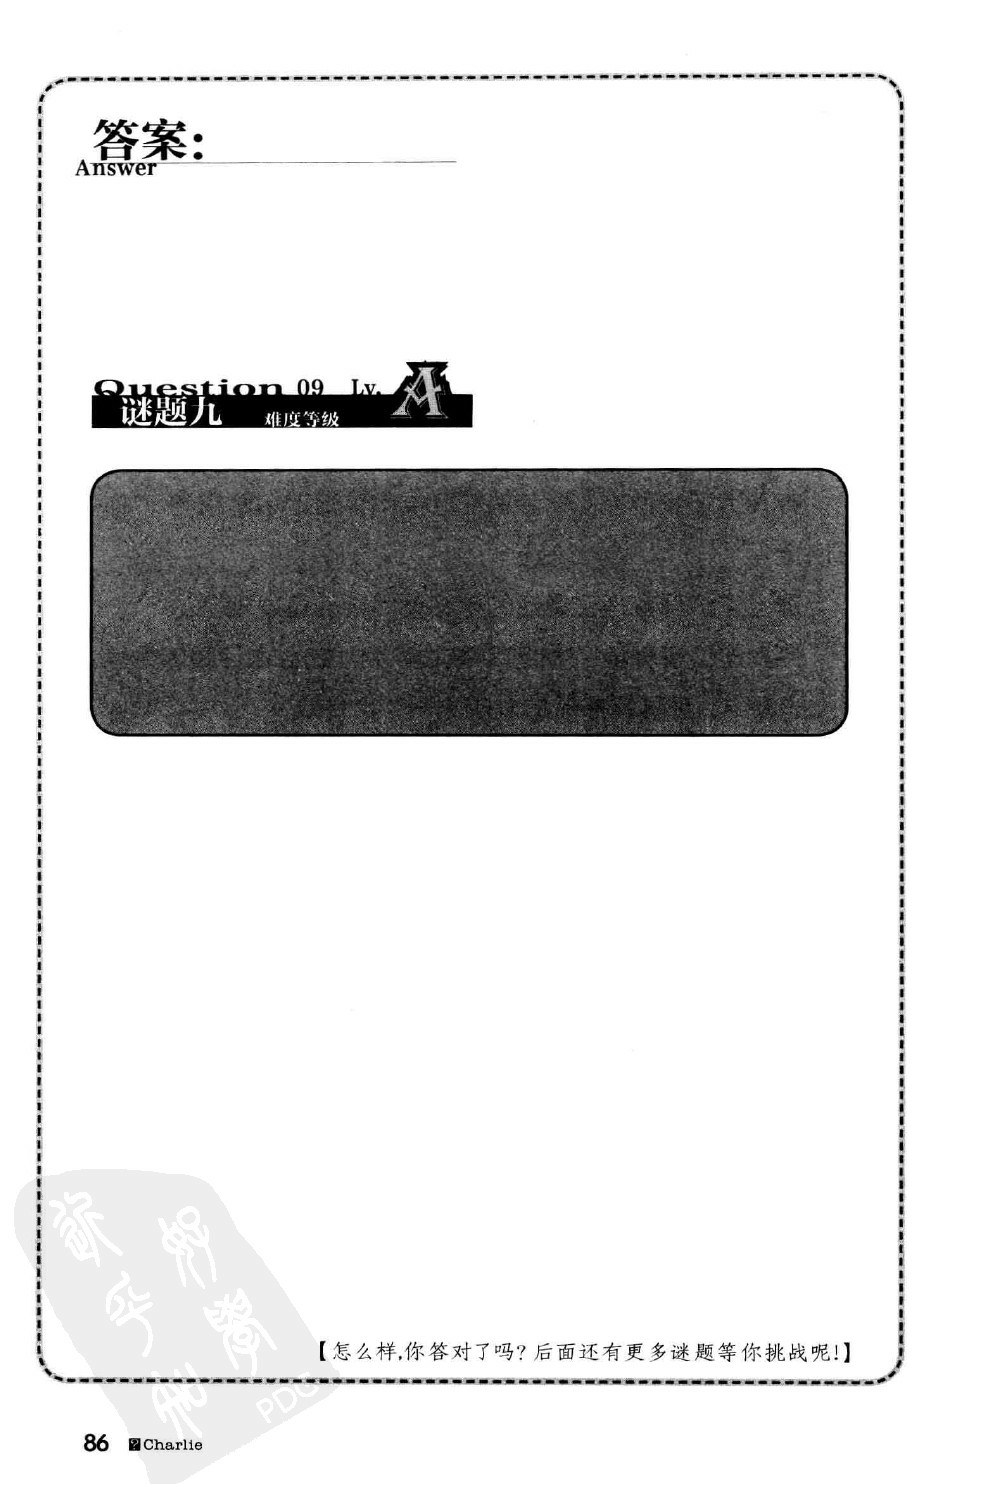 答案：
Answer
Question 09 Lv. A
谜题九 难度等级
【怎么样,你答对了吗？后面还有更多谜题等你挑战呢!】
PDG
86 ? Charlie